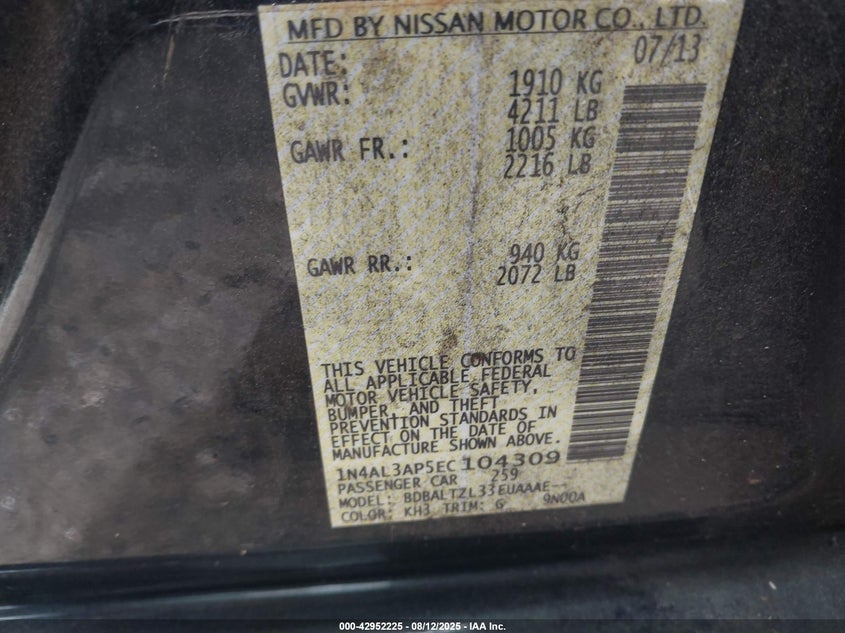 MFD BY NISSAN MOTOR CO., LTD.
DATE: 07/13
GVWR: 1910 KG
4211 LB
GAWR FR.: 1005 KG
2216 LB
GAWR RR.: 940 KG
2072 LB
THIS VEHICLE CONFORMS TO
ALL APPLICABLE FEDERAL
MOTOR VEHICLE SAFETY,
BUMPER, AND THEFT
PREVENTION STANDARDS IN
EFFECT ON THE DATE OF
MANUFACTURE SHOWN ABOVE.
1N4AL3AP5EC104309
PASSENGER CAR 259
MODEL: BDBALTZL33EUAAAE--
COLOR: KH3 TRIM: G 9N00A
000-42952225 - 08/12/2025 - IAA Inc.